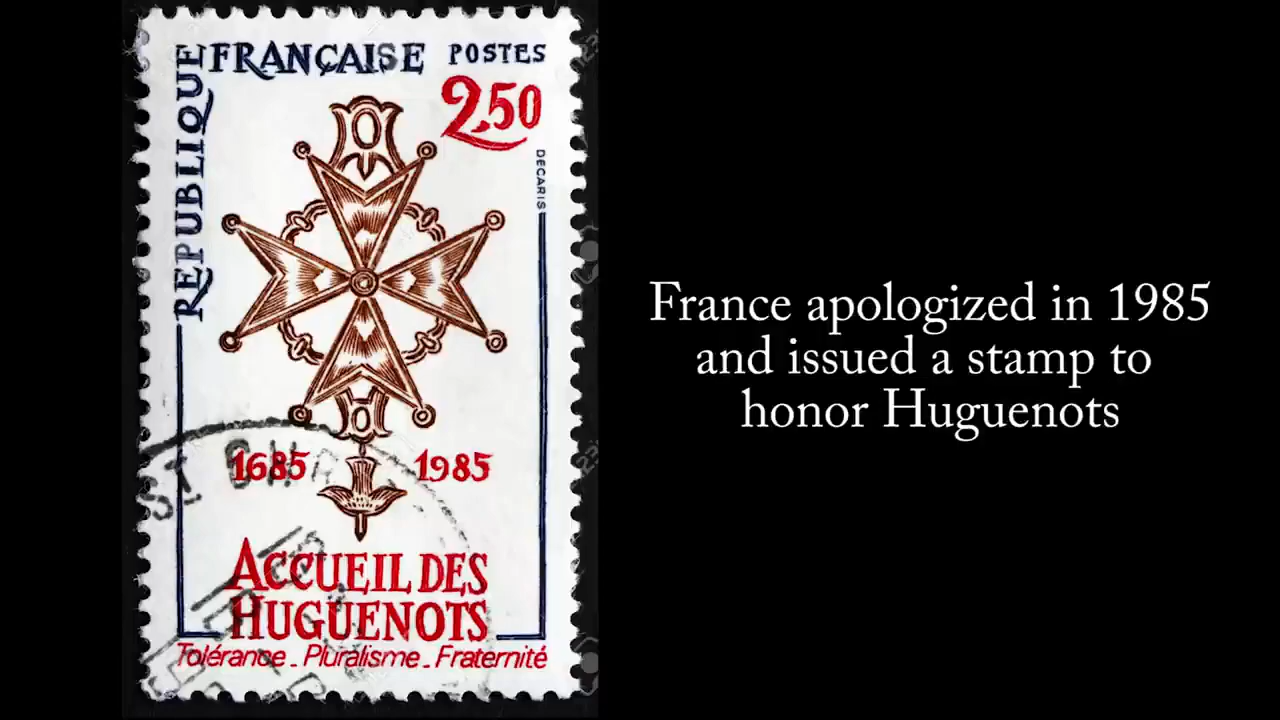 RÉPUBLIQUE FRANÇAISE POSTES
2,50
DECARIS
1685 1985
ACCUEIL DES
HUGUENOTS
Tolérance - Pluralisme - Fraternité
France apologized in 1985
and issued a stamp to
honor Huguenots